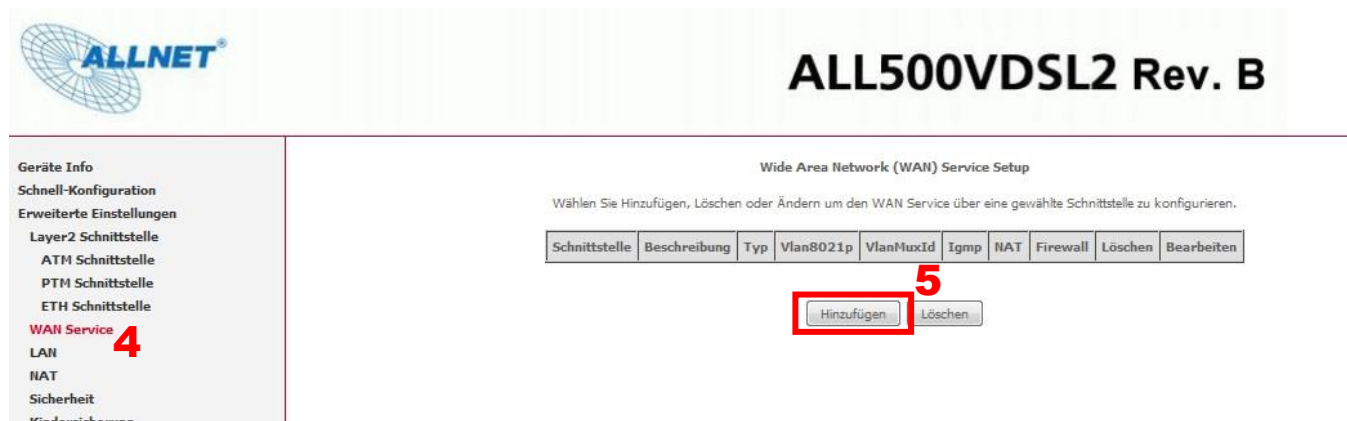 ALLNET®
ALL500VDSL2 Rev. B
Geräte Info
Schnell-Konfiguration
Erweiterte Einstellungen
Layer2 Schnittstelle
ATM Schnittstelle
PTM Schnittstelle
ETH Schnittstelle
WAN Service
4
LAN
NAT
Sicherheit
Kindersicherung
Wide Area Network (WAN) Service Setup
Wählen Sie Hinzufügen, Löschen oder Ändern um den WAN Service über eine gewählte Schnittstelle zu konfigurieren.
Schnittstelle Beschreibung Typ Vlan8021p VlanMuxId Igmp NAT Firewall Löschen Bearbeiten
5
Hinzufügen Löschen